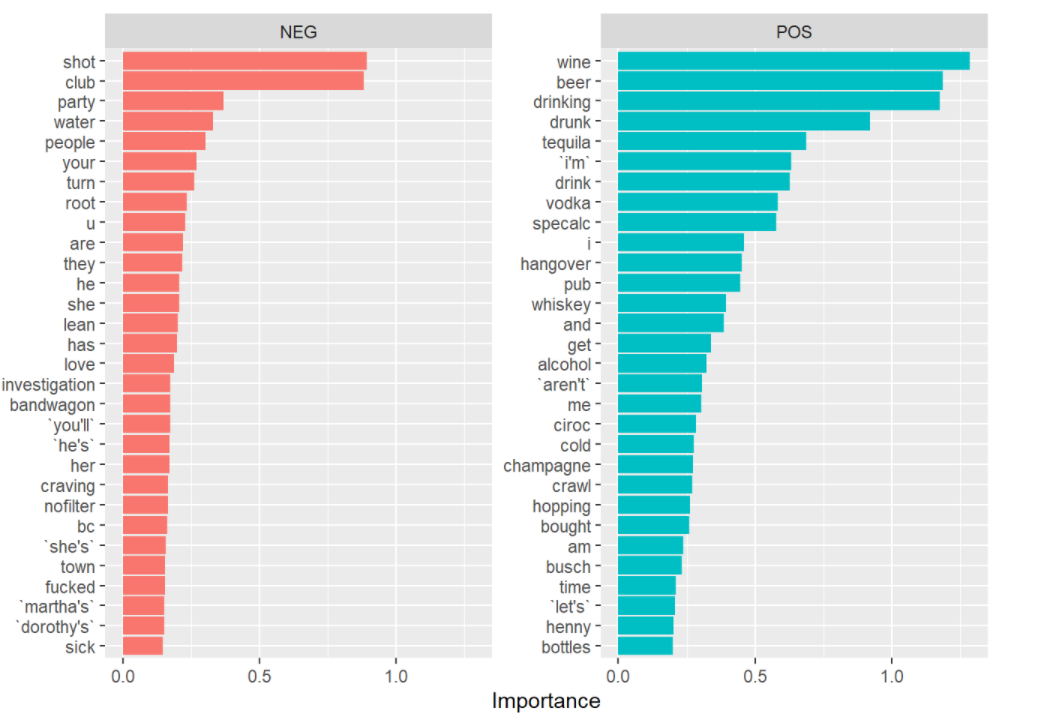 NEG
shot
club
party
water
people
your
turn
root
u
are
they
he
she
lean
has
love
investigation
bandwagon
`you'll`
`he's`
her
craving
nofilter
bc
`she's`
town
fucked
`martha's`
`dorothy's`
sick
0.0 0.5 1.0
POS
wine
beer
drinking
drunk
tequila
`i'm`
drink
vodka
specalc
i
hangover
pub
whiskey
and
get
alcohol
`aren't`
me
ciroc
cold
champagne
crawl
hopping
bought
am
busch
time
`let's`
henny
bottles
0.0 0.5 1.0
Importance